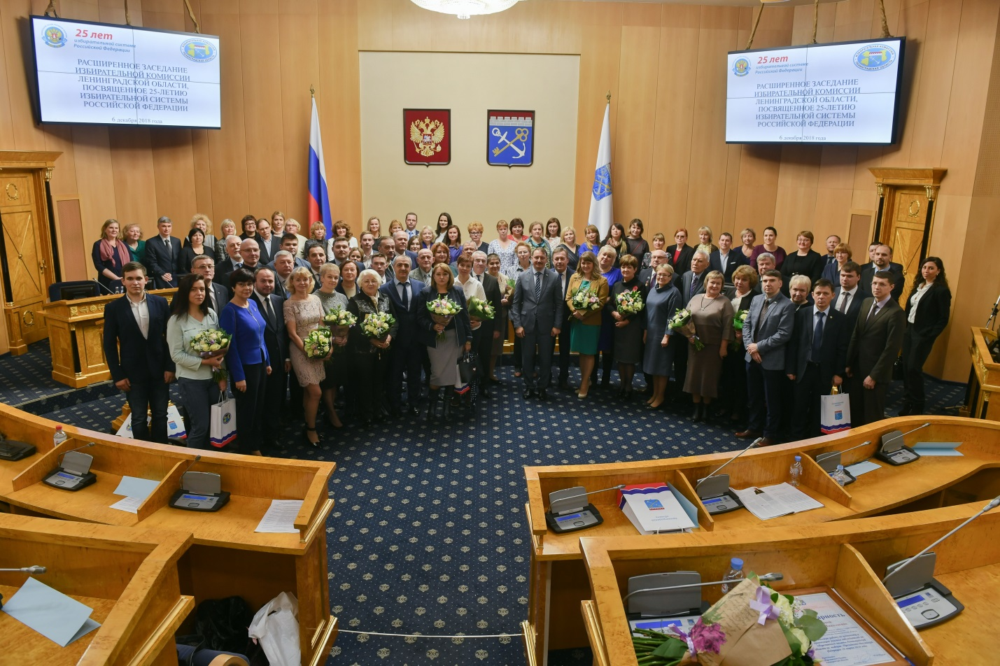 25 лет
избирательной системе
Российской Федерации
РАСШИРЕННОЕ ЗАСЕДАНИЕ
ИЗБИРАТЕЛЬНОЙ КОМИССИИ
ЛЕНИНГРАДСКОЙ ОБЛАСТИ,
ПОСВЯЩЕННОЕ 25-ЛЕТИЮ
ИЗБИРАТЕЛЬНОЙ СИСТЕМЫ
РОССИЙСКОЙ ФЕДЕРАЦИИ
6 декабря 2018 года
25 лет
избирательной системе
Российской Федерации
РАСШИРЕННОЕ ЗАСЕДАНИЕ
ИЗБИРАТЕЛЬНОЙ КОМИССИИ
ЛЕНИНГРАДСКОЙ ОБЛАСТИ,
ПОСВЯЩЕННОЕ 25-ЛЕТИЮ
ИЗБИРАТЕЛЬНОЙ СИСТЕМЫ
РОССИЙСКОЙ ФЕДЕРАЦИИ
6 декабря 2018 года